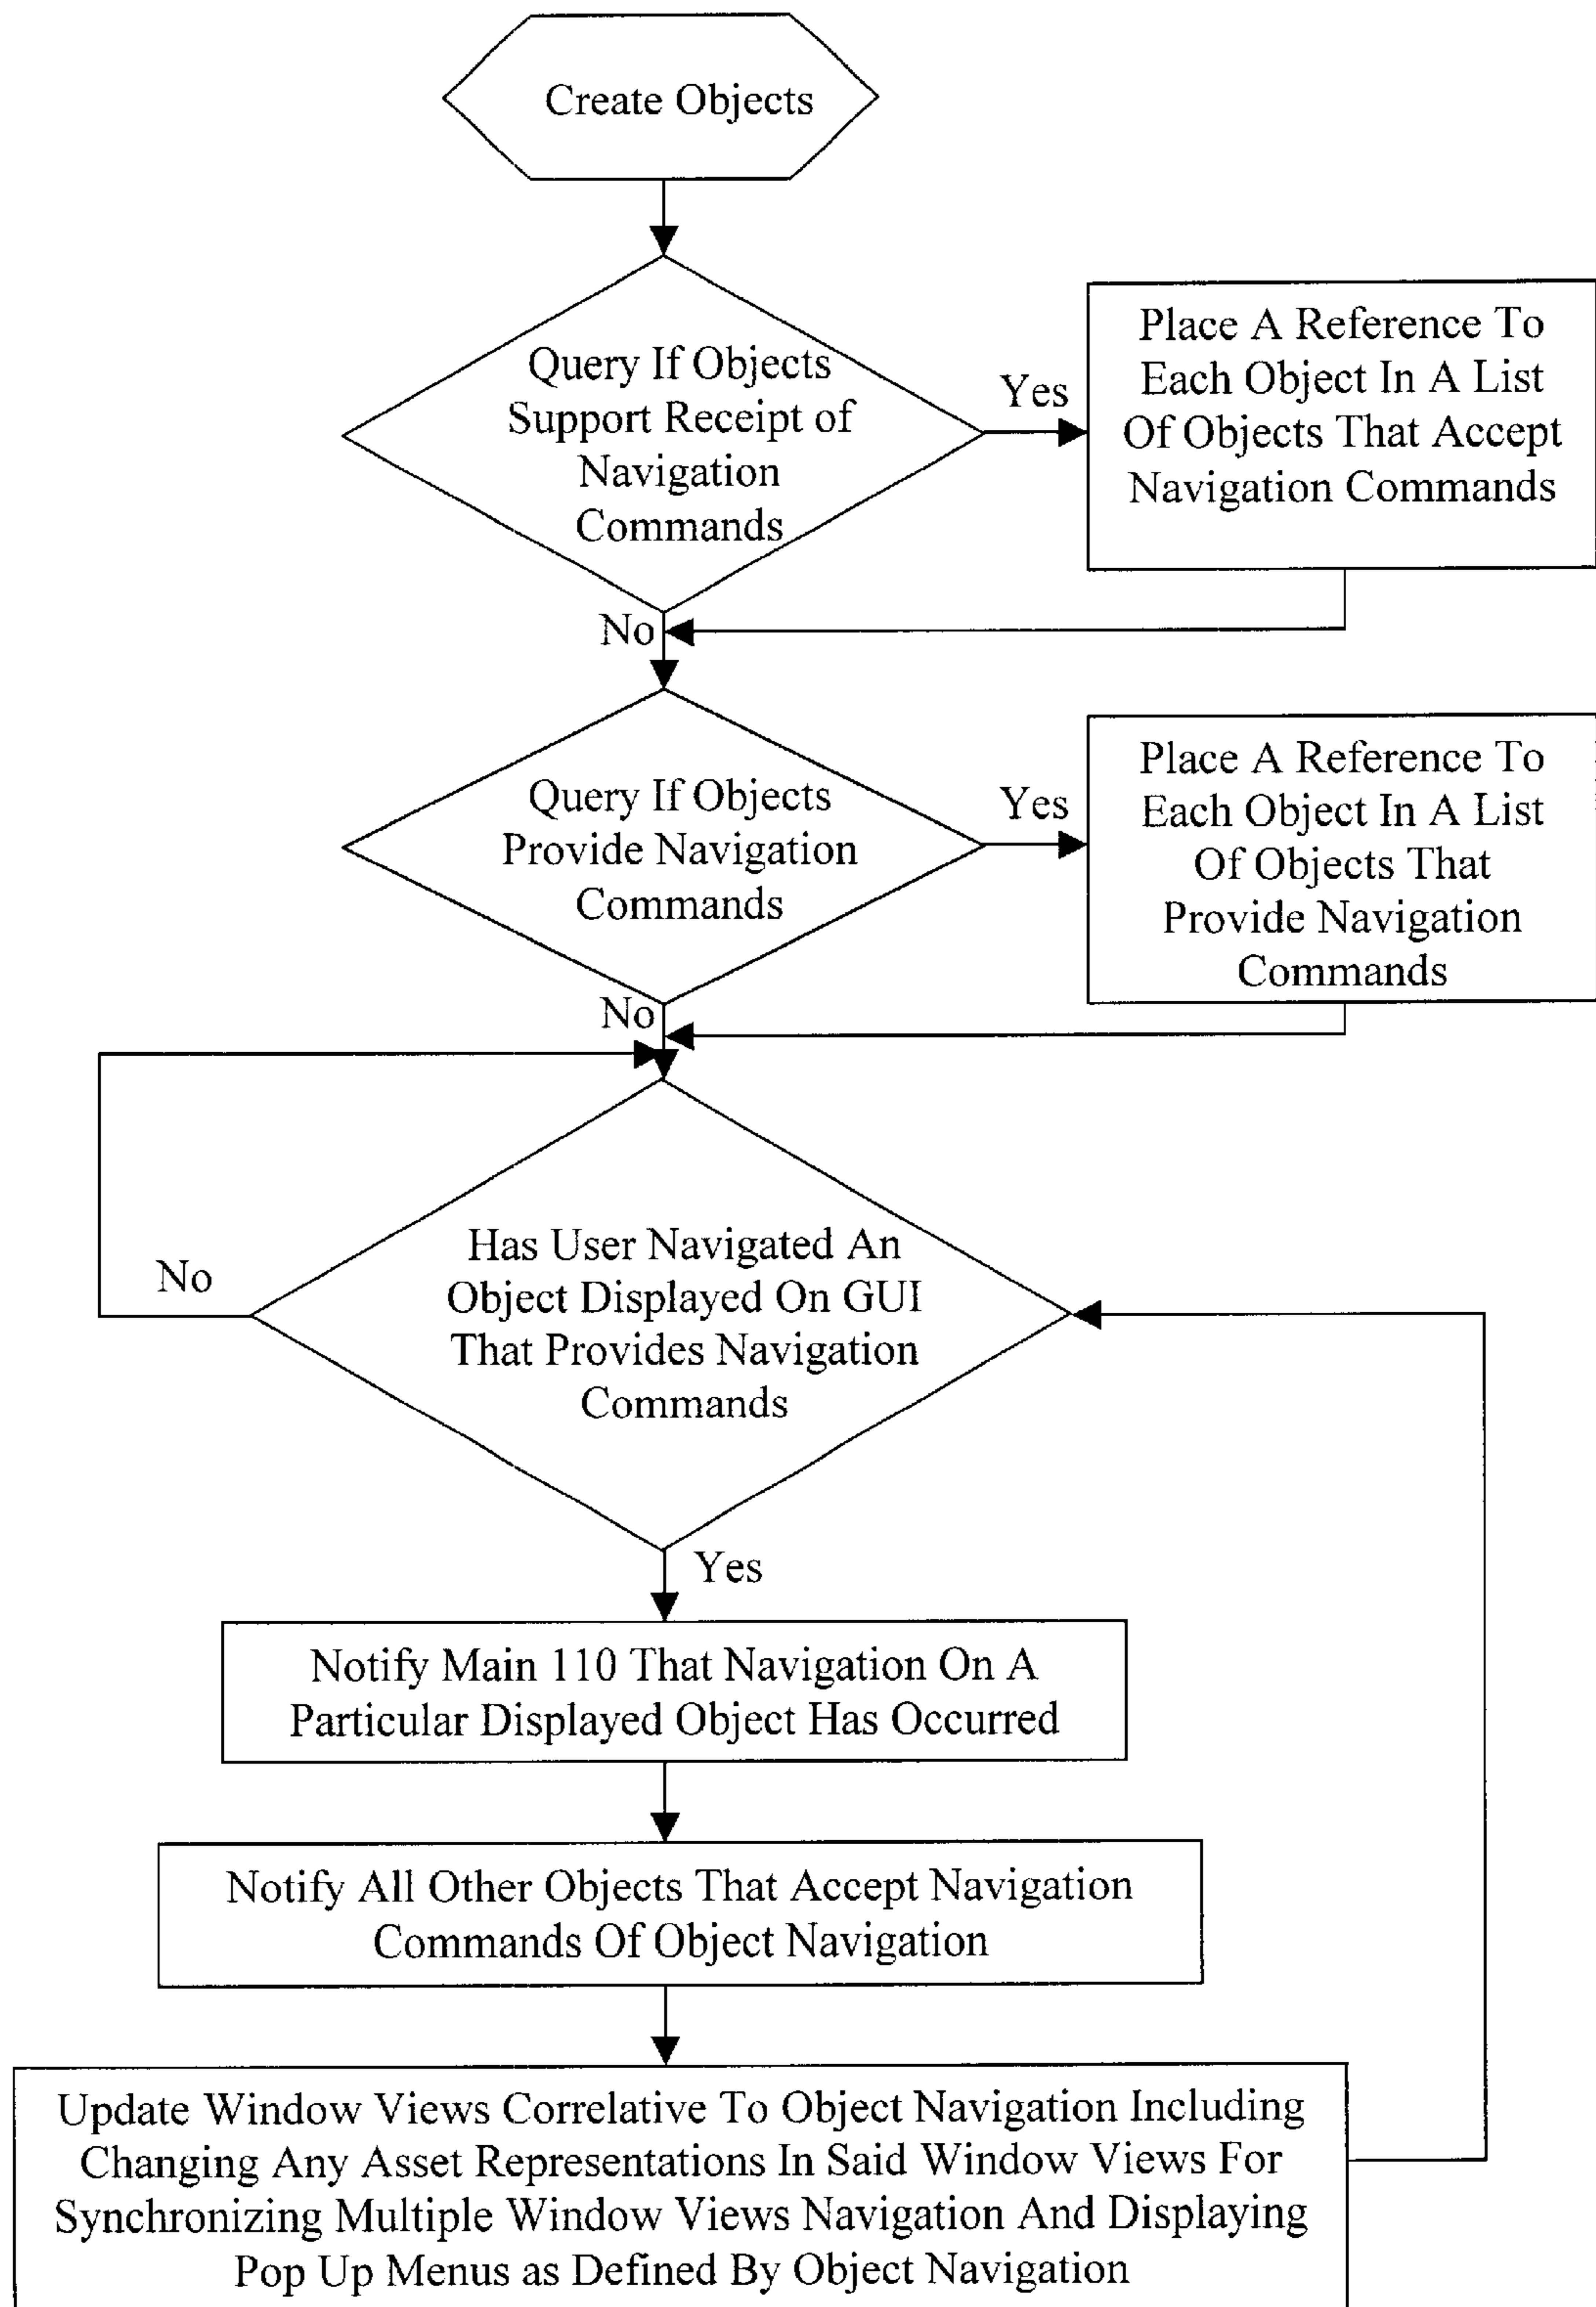 Create Objects
Query If Objects
Support Receipt of
Navigation
Commands
Yes
Place A Reference To
Each Object In A List
Of Objects That Accept
Navigation Commands
No
Query If Objects
Provide Navigation
Commands
Yes
Place A Reference To
Each Object In A List
Of Objects That
Provide Navigation
Commands
No
Has User Navigated An
Object Displayed On GUI
That Provides Navigation
Commands
No
Yes
Notify Main 110 That Navigation On A
Particular Displayed Object Has Occurred
Notify All Other Objects That Accept Navigation
Commands Of Object Navigation
Update Window Views Correlative To Object Navigation Including
Changing Any Asset Representations In Said Window Views For
Synchronizing Multiple Window Views Navigation And Displaying
Pop Up Menus as Defined By Object Navigation